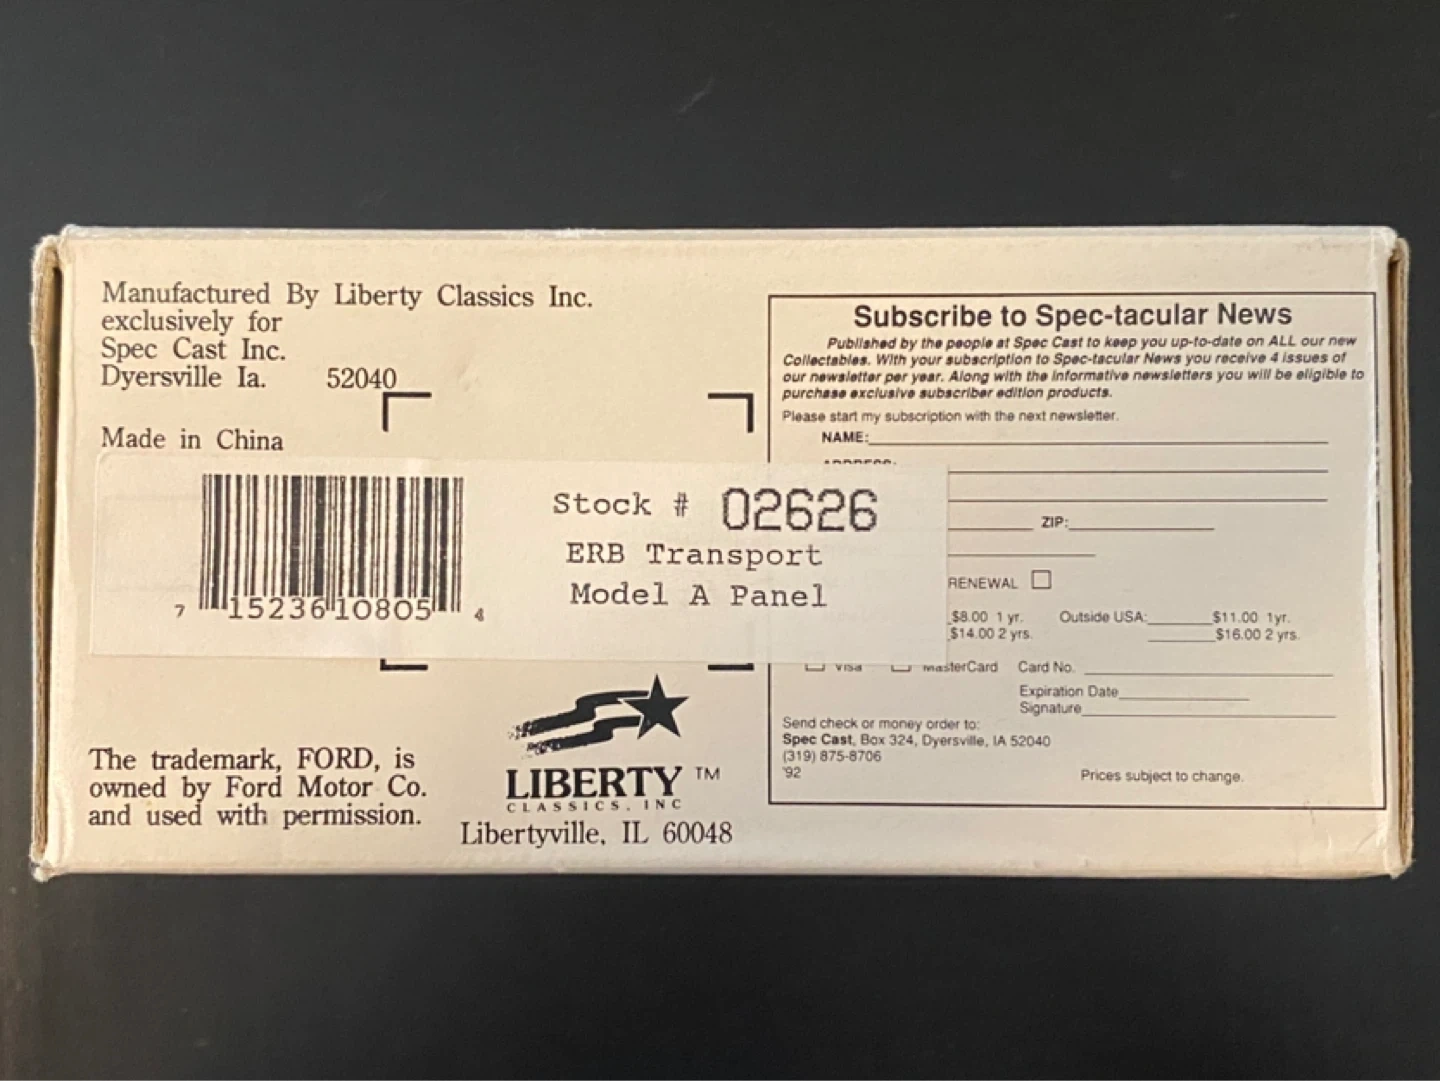 Manufactured By Liberty Classics Inc.
exclusively for
Spec Cast Inc.
Dyersville Ia. 52040
Made in China
7 15236 10805 4
Stock # 02626
ERB Transport
Model A Panel
The trademark, FORD, is
owned by Ford Motor Co.
and used with permission.
LIBERTY TM
CLASSICS, INC
Libertyville, IL 60048
Subscribe to Spec-tacular News
Published by the people at Spec Cast to keep you up-to-date on ALL our new
Collectables. With your subscription to Spec-tacular News you receive 4 issues of
our newsletter per year. Along with the informative newsletters you will be eligible to
purchase exclusive subscriber edition products.
Please start my subscription with the next newsletter.
NAME:
ZIP:
RENEWAL
$8.00 1 yr. Outside USA: $11.00 1yr.
$14.00 2 yrs. $16.00 2 yrs.
Visa MasterCard Card No.
Expiration Date
Signature
Send check or money order to:
Spec Cast, Box 324, Dyersville, IA 52040
(319) 875-8706
'92 Prices subject to change.